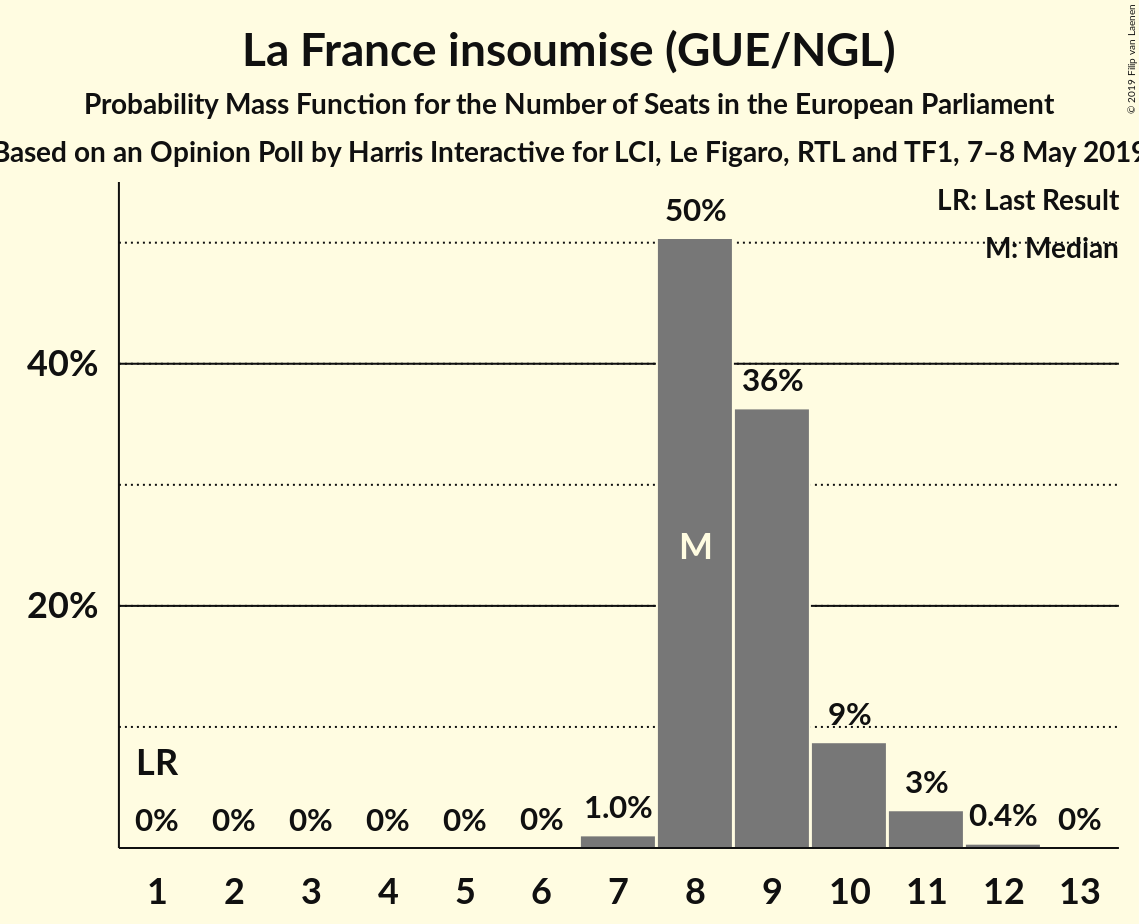 La France insoumise (GUE/NGL)
Probability Mass Function for the Number of Seats in the European Parliament
Based on an Opinion Poll by Harris Interactive for LCI, Le Figaro, RTL and TF1, 7–8 May 2019
© 2019 Filip van Laenen
LR: Last Result
M: Median
50%
40%
36%
M
20%
9%
LR
3%
0% 0% 0% 0% 0% 0% 1.0% 0.4% 0%
1 2 3 4 5 6 7 8 9 10 11 12 13